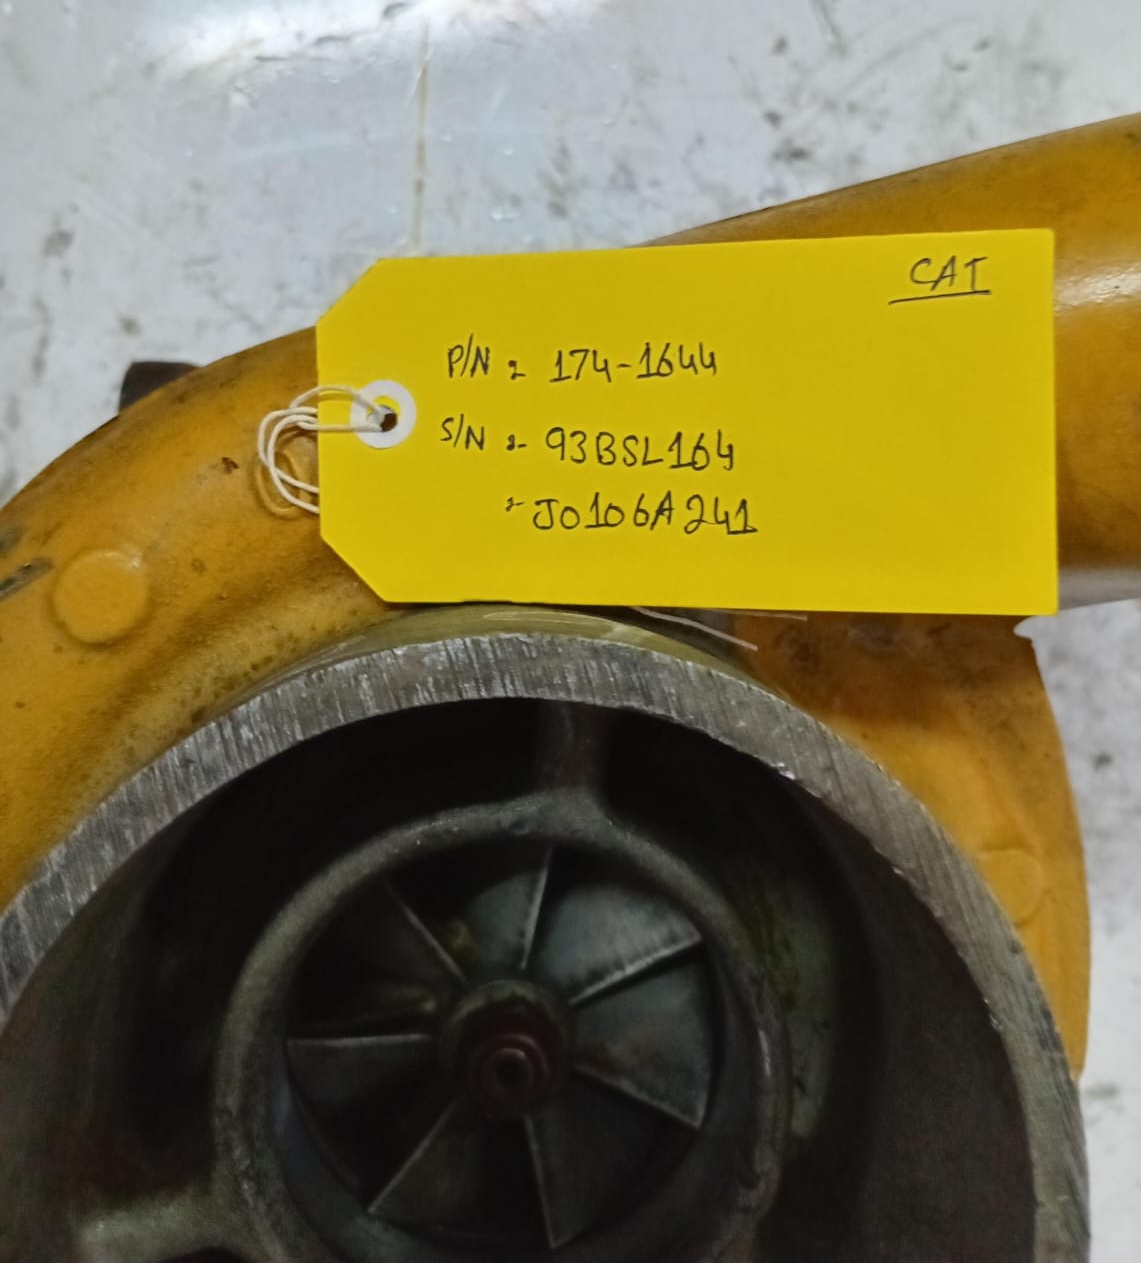 CAT
P/N :- 174-1644
S/N :- 93BSL164
:- J0106A241